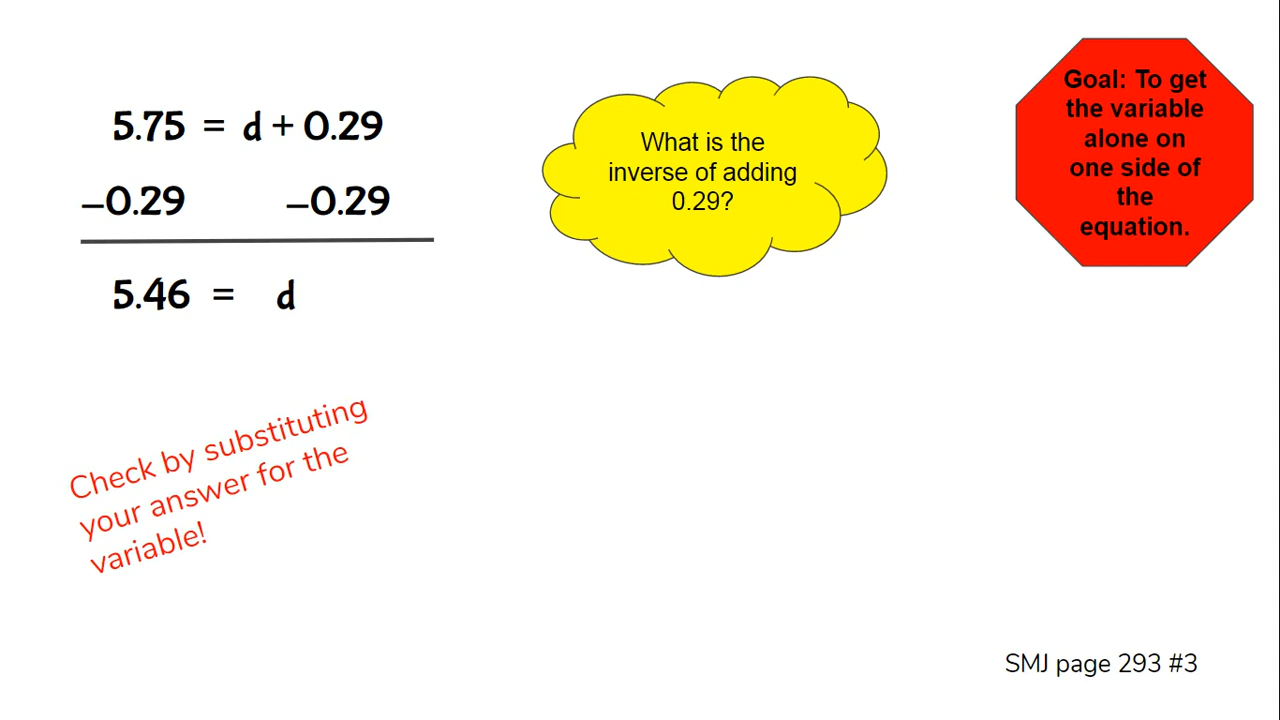 5.75 = d + 0.29
–0.29 –0.29
5.46 = d
What is the
inverse of adding
0.29?
Goal: To get
the variable
alone on
one side of
the
equation.
Check by substituting
your answer for the
variable!
SMJ page 293 #3